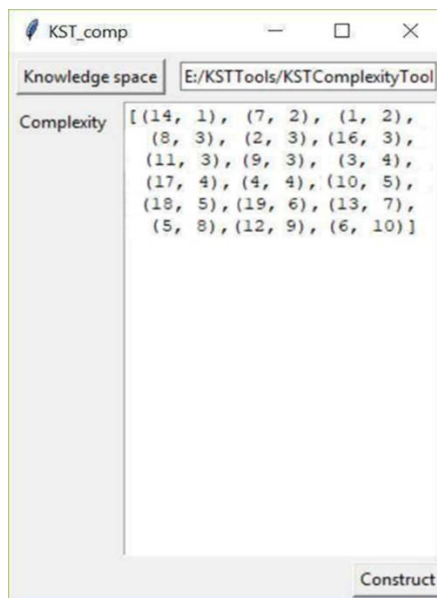 KST_comp
Knowledge space E:/KSTTools/KSTComplexityTool
Complexity [(14, 1), (7, 2), (1, 2),
(8, 3), (2, 3), (16, 3),
(11, 3), (9, 3), (3, 4),
(17, 4), (4, 4), (10, 5),
(18, 5), (19, 6), (13, 7),
(5, 8), (12, 9), (6, 10)]
Construct